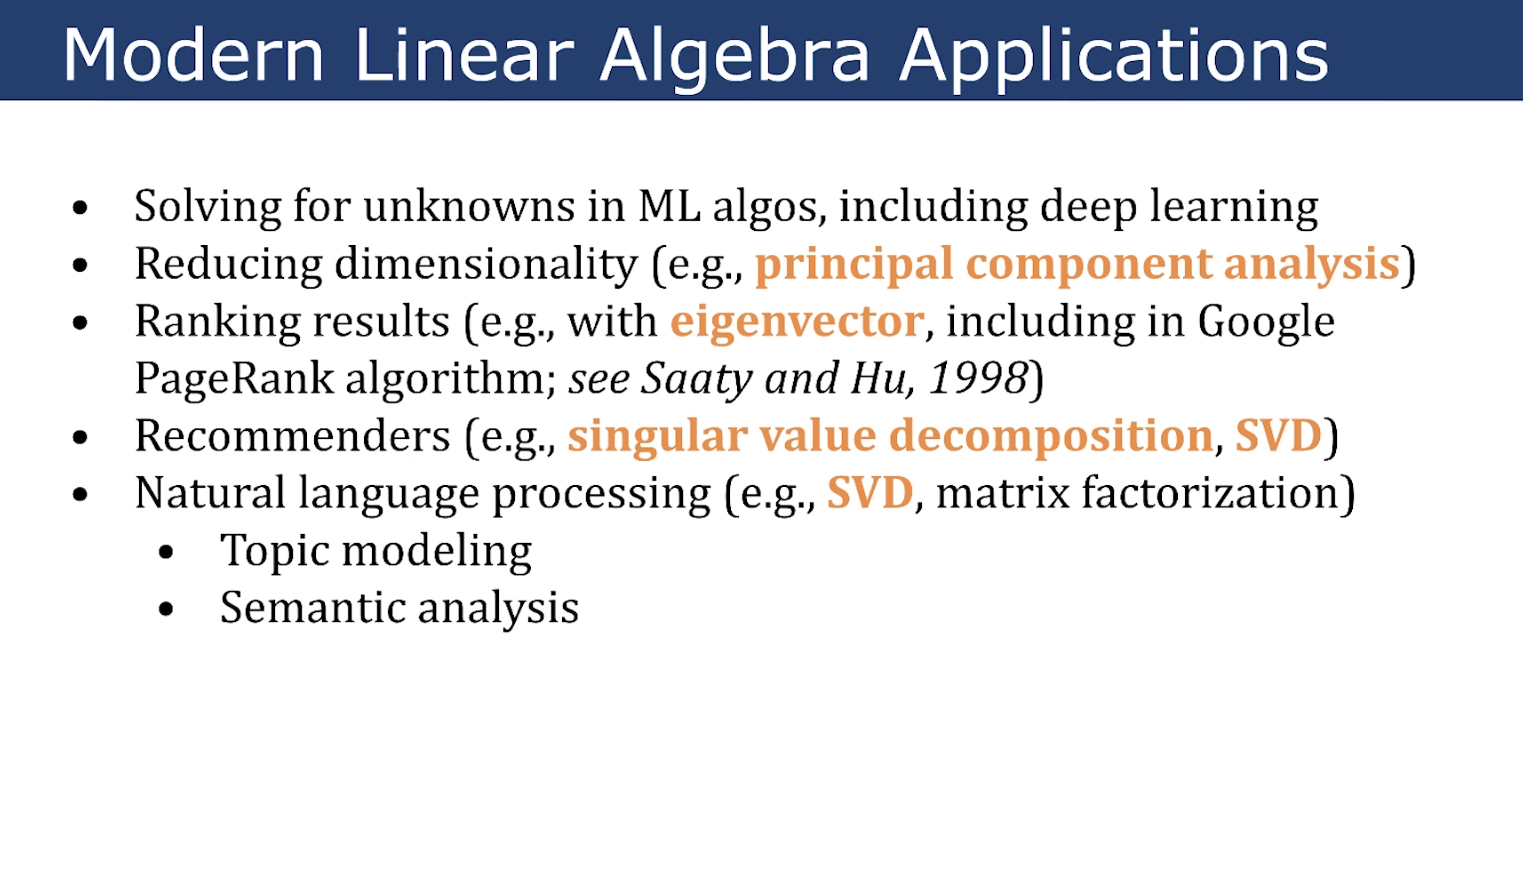 Modern Linear Algebra Applications
• Solving for unknowns in ML algos, including deep learning
• Reducing dimensionality (e.g., principal component analysis)
• Ranking results (e.g., with eigenvector, including in Google
PageRank algorithm; see Saaty and Hu, 1998)
• Recommenders (e.g., singular value decomposition, SVD)
• Natural language processing (e.g., SVD, matrix factorization)
• Topic modeling
• Semantic analysis